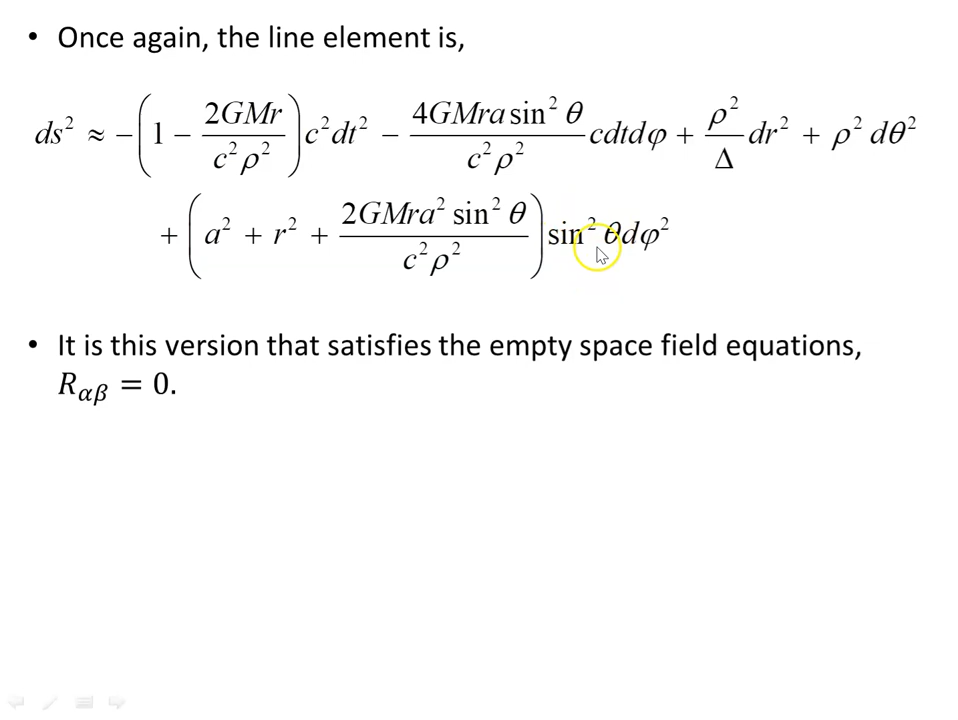 • Once again, the line element is,
ds² ≈ −(1 − 2GMr / c²ρ²) c²dt² − (4GMra sin² θ / c²ρ²) cdtdφ + (ρ² / Δ) dr² + ρ² dθ²
+ (a² + r² + 2GMra² sin² θ / c²ρ²) sin² θdφ²
• It is this version that satisfies the empty space field equations,
R_{αβ} = 0.